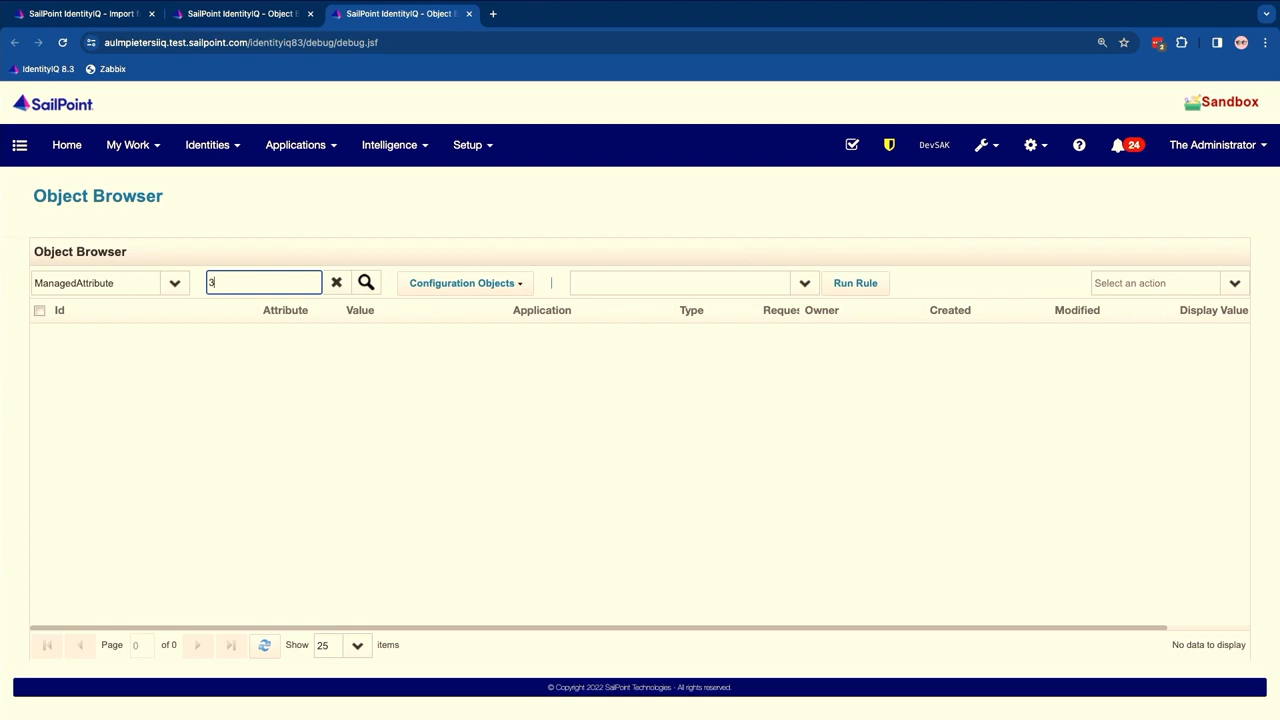 SailPoint IdentityIQ - Import f
SailPoint IdentityIQ - Object B
SailPoint IdentityIQ - Object B
aulmpietersiiq.test.sailpoint.com/identityiq83/debug/debug.jsf
2
IdentityIQ 8.3
Zabbix
SailPoint
Sandbox
Home
My Work
Identities
Applications
Intelligence
Setup
DevSAK
24
The Administrator
Object Browser
Object Browser
ManagedAttribute
3
Configuration Objects
Run Rule
Select an action
Id
Attribute
Value
Application
Type
Reques
Owner
Created
Modified
Display Value
Page 0 of 0
Show 25 items
No data to display
© Copyright 2022 SailPoint Technologies - All rights reserved.